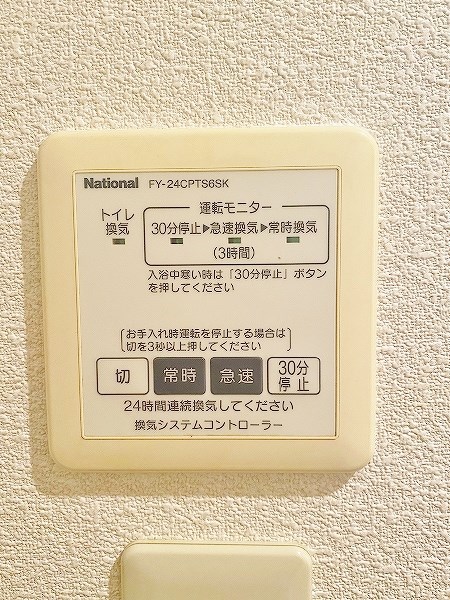 National FY-24CPTS6SK
トイレ
換気
運転モニター
30分停止▶急速換気▶常時換気
(3時間)
入浴中寒い時は「30分停止」ボタン
を押してください
お手入れ時運転を停止する場合は
切を3秒以上押してください
切 常時 急速 30分
停止
24時間連続換気してください
換気システムコントローラー